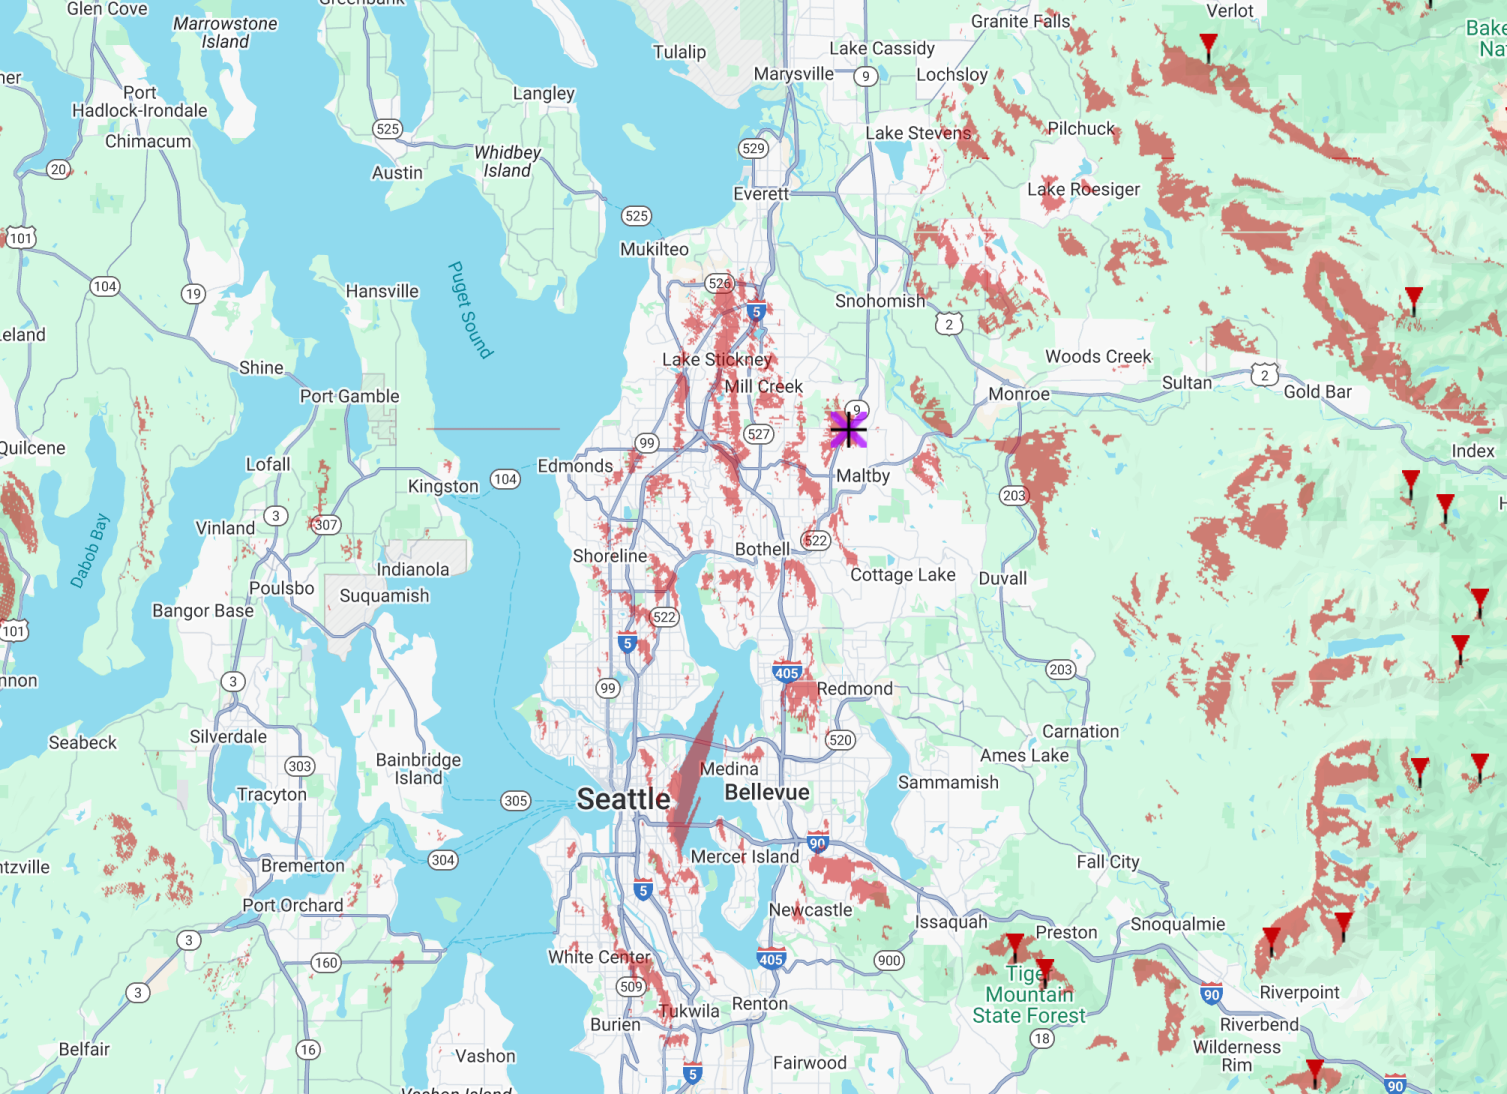 Glen Cove
Greenbank
Marrowstone
Island
Tulalip
Granite Falls
Verlot
Lake Cassidy
Marysville
9
Lochsloy
Port
Hadlock-Irondale
Langley
525
Chimacum
529
Lake Stevens
Pilchuck
Whidbey
Island
20
Austin
Everett
Lake Roesiger
525
101
Mukilteo
104
19
Hansville
Puget Sound
526
5
Snohomish
2
Shine
Lake Stickney
Mill Creek
Woods Creek
2
Sultan
Gold Bar
Port Gamble
Monroe
9
Quilcene
99
527
Lofall
Edmonds
104
Maltby
Index
Kingston
203
3
307
Vinland
522
Dabob Bay
Shoreline
Bothell
Indianola
Cottage Lake
Duvall
Poulsbo
Suquamish
Bangor Base
522
101
5
203
3
99
405
Redmond
Seabeck
Silverdale
520
Carnation
Ames Lake
303
Bainbridge
Island
Medina
Sammamish
Tracyton
305
Seattle
Bellevue
90
304
Mercer Island
Bremerton
Fall City
5
Port Orchard
Newcastle
Issaquah
Preston
Snoqualmie
3
160
White Center
405
900
509
Tiger
Mountain
State Forest
3
90
Riverpoint
Tukwila
Renton
Burien
Riverbend
18
Belfair
16
Vashon
Fairwood
Wilderness
Rim
5
90
Vashon Island